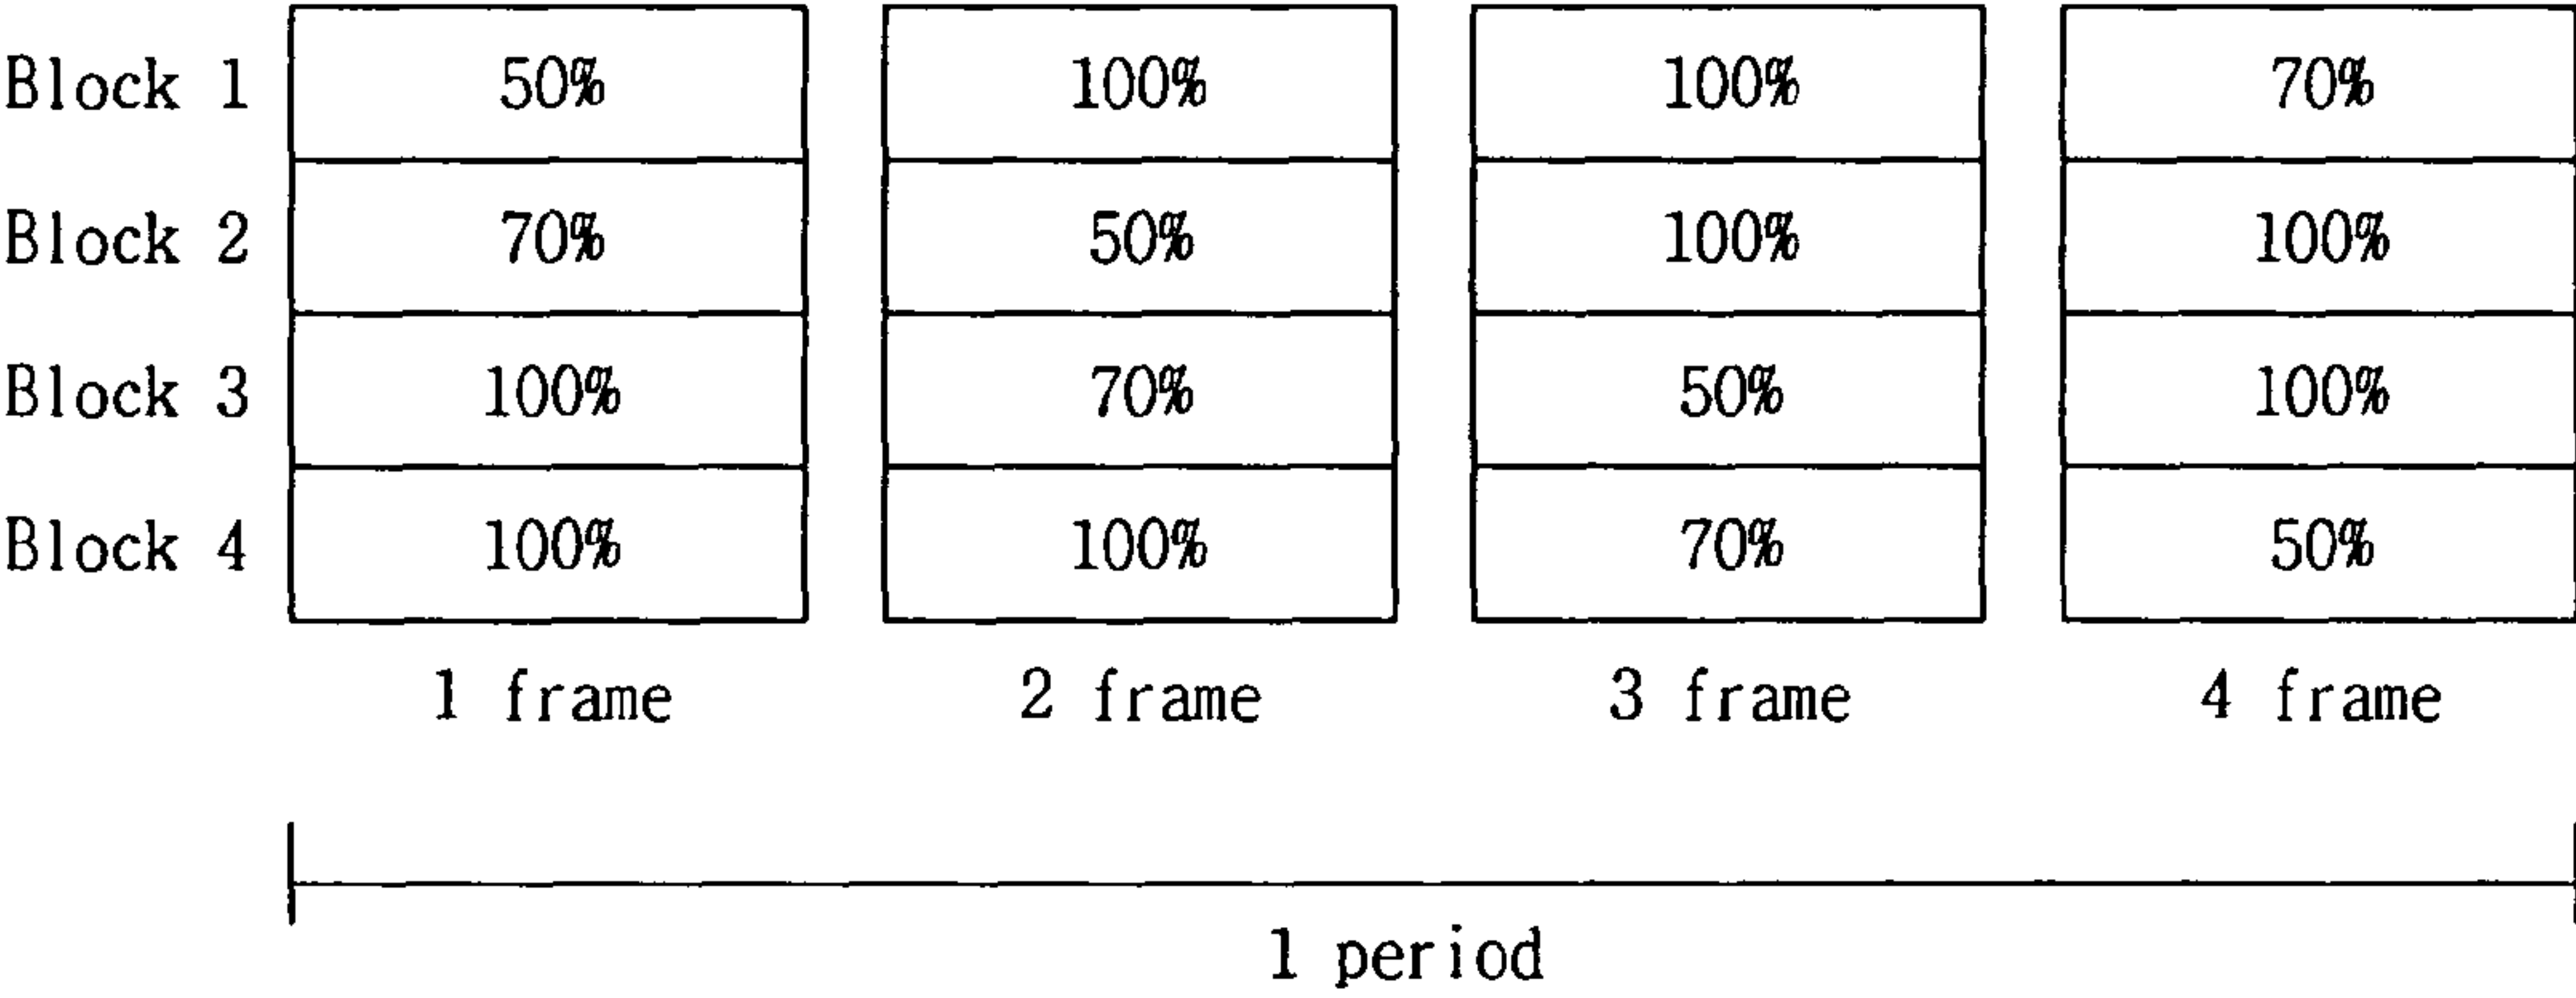 Block 1 50% 100% 100% 70%
Block 2 70% 50% 100% 100%
Block 3 100% 70% 50% 100%
Block 4 100% 100% 70% 50%
1 frame 2 frame 3 frame 4 frame
1 period